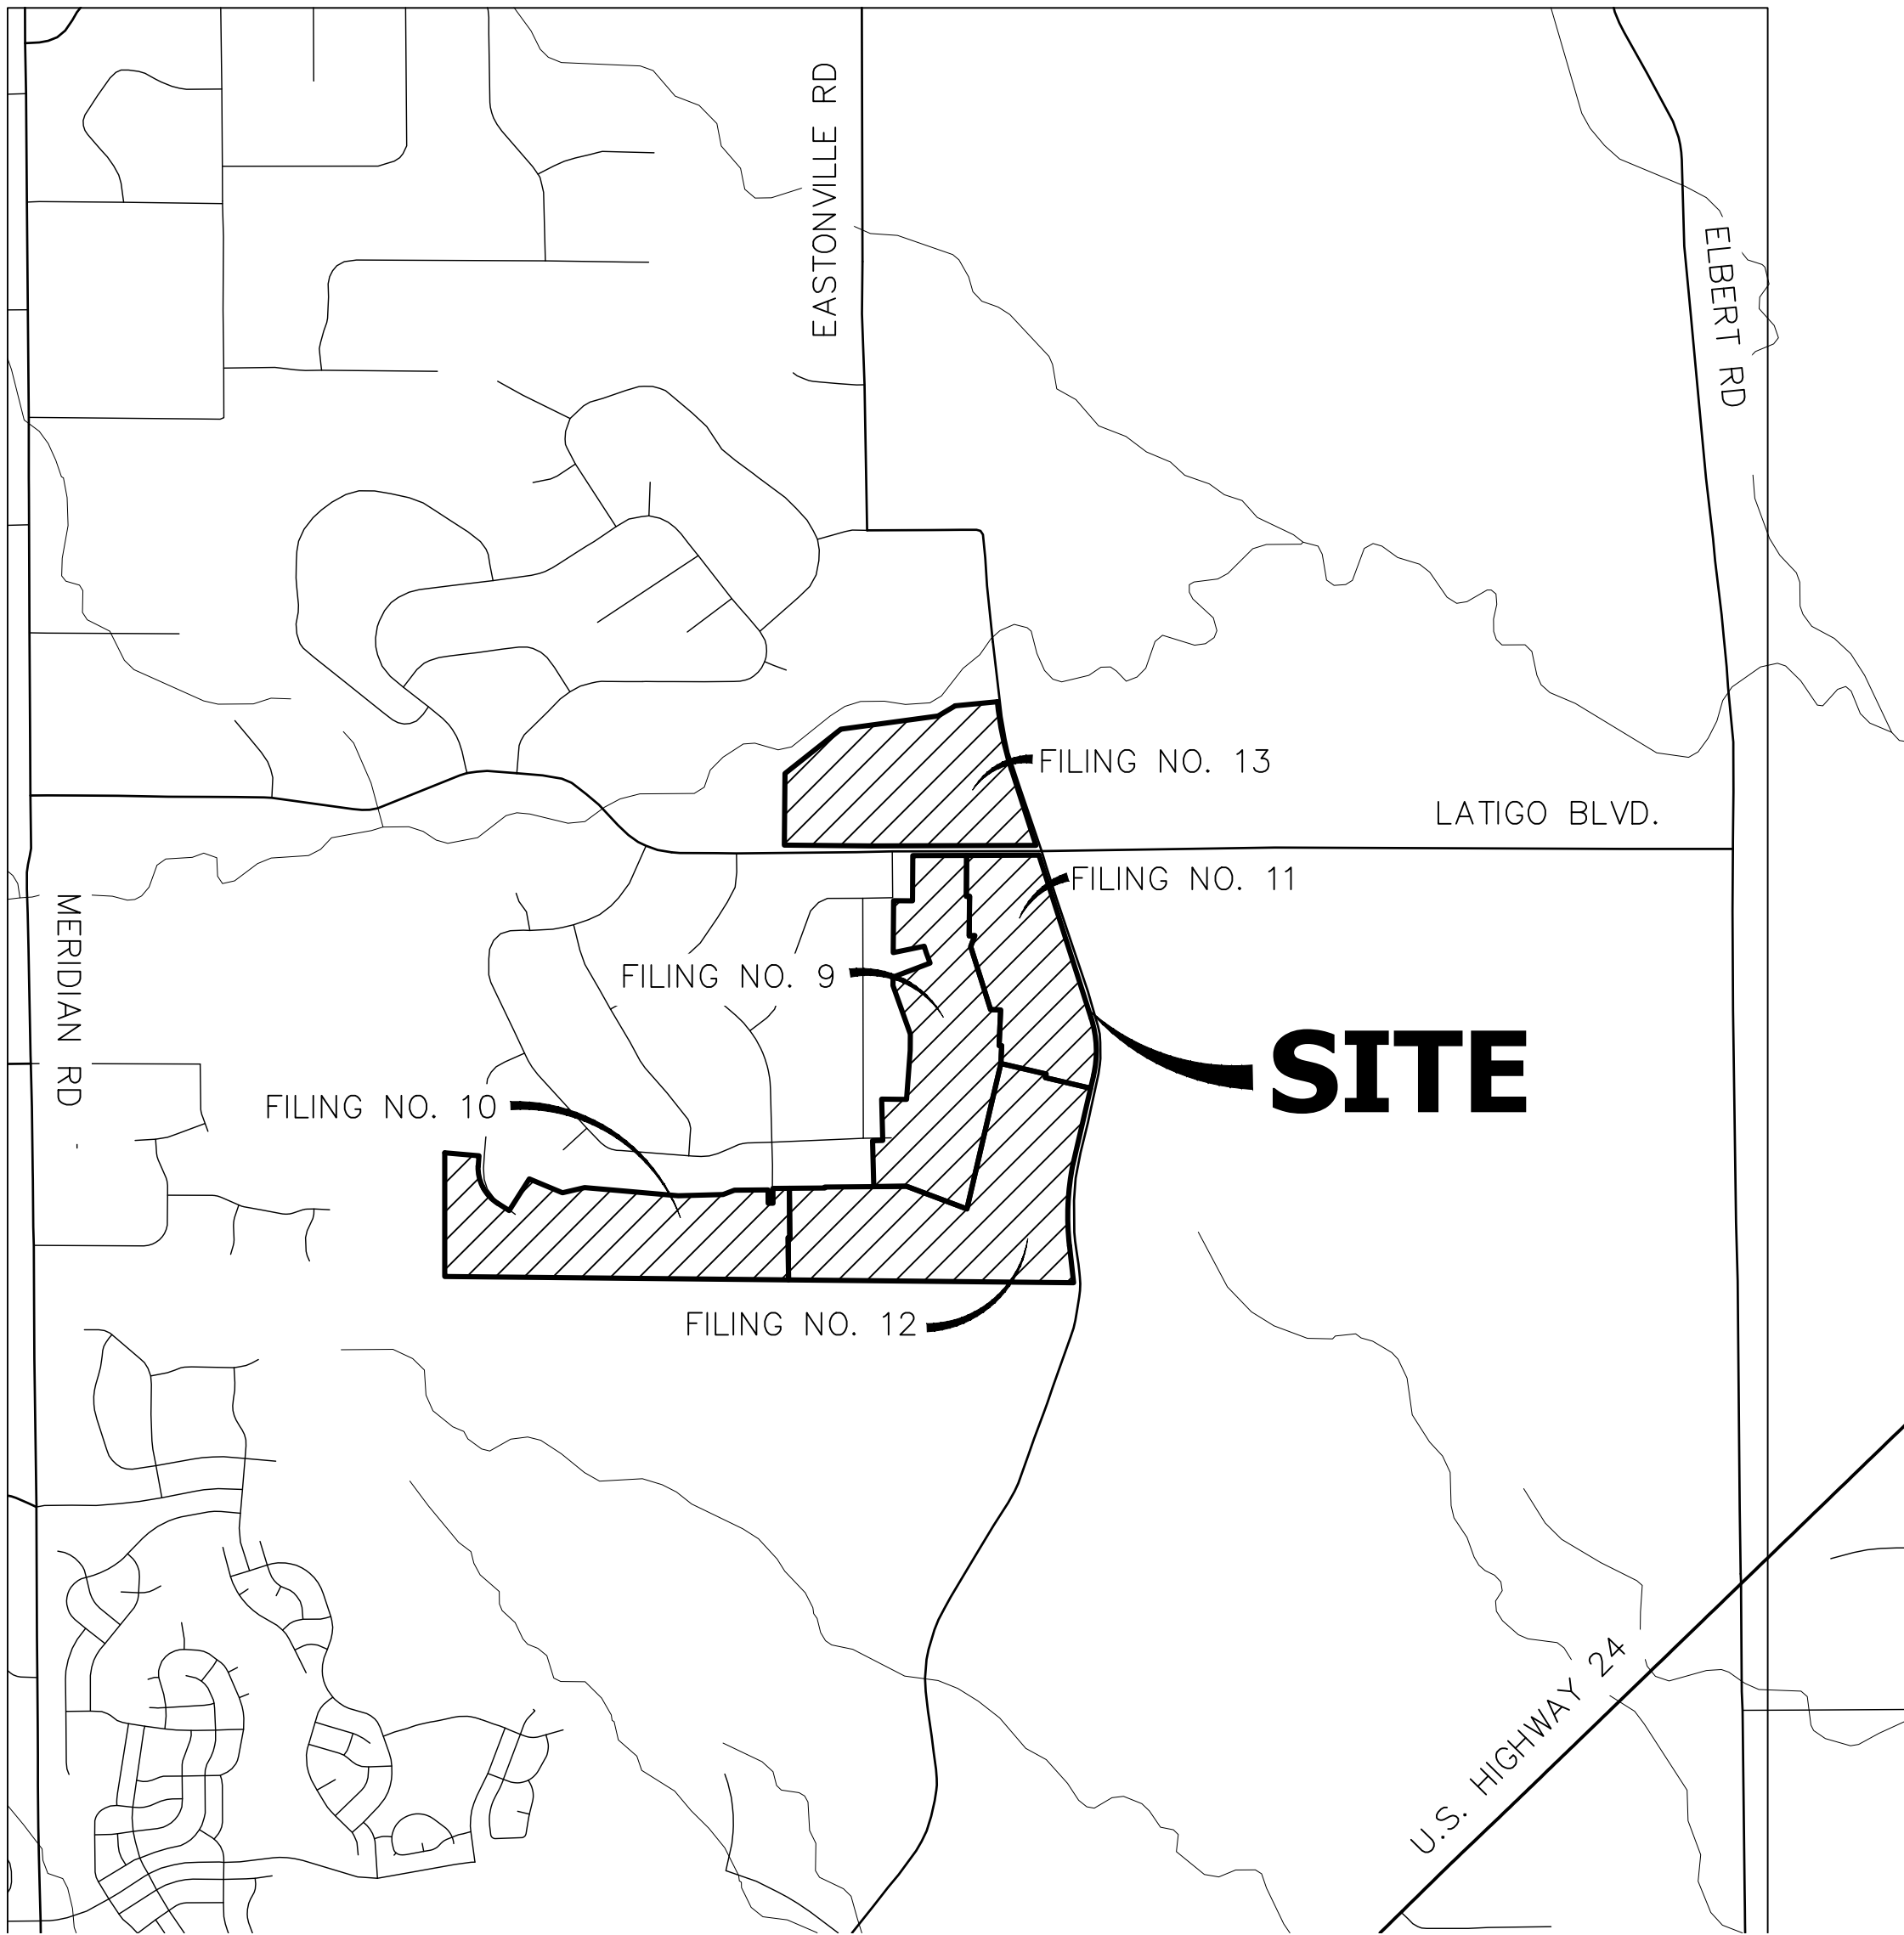 EASTONVILLE RD
ELBERT RD
FILING NO. 13
LATIGO BLVD.
FILING NO. 11
MERIDIAN RD
FILING NO. 9
SITE
FILING NO. 10
FILING NO. 12
U.S. HIGHWAY 24